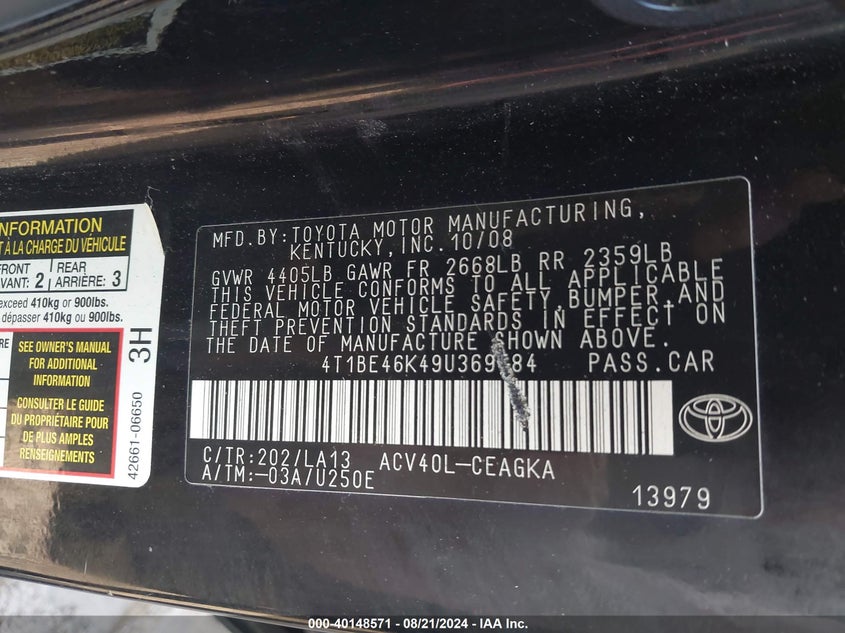 INFORMATION
À LA CHARGE DU VÉHICULE
FRONT
2
REAR
ARRIÈRE: 3
exceed 410kg or 900lbs.
dépasser 410kg ou 900lbs.
SEE OWNER'S MANUAL
FOR ADDITIONAL
INFORMATION
CONSULTER LE GUIDE
DU PROPRIÉTAIRE POUR
DE PLUS AMPLES
RENSEIGNEMENTS
3H
42661-06650
MFD.BY:TOYOTA MOTOR MANUFACTURING,
KENTUCKY, INC. 10/08
GVWR 4405LB GAWR FR 2668LB RR 2359LB
THIS VEHICLE CONFORMS TO ALL APPLICABLE
FEDERAL MOTOR VEHICLE SAFETY,BUMPER,AND
THEFT PREVENTION STANDARDS IN EFFECT ON
THE DATE OF MANUFACTURE SHOWN ABOVE.
PASS.CAR
C/TR:202/LA13 ACV40L-CEAGKA
A/TM:-03A/U250E
13979
000-40148571 - 08/21/2024 - IAA, Inc.